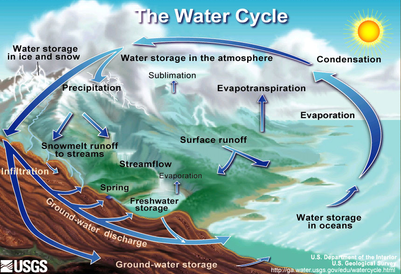 The Water Cycle
Water storage
in ice and snow
Water storage in the atmosphere
Condensation
Sublimation
Precipitation
Evapotranspiration
Evaporation
Snowmelt runoff
to streams
Surface runoff
Streamflow
Evaporation
Infiltration
Spring
Freshwater
storage
Ground-water discharge
Water storage
in oceans
Ground-water storage
USGS
U.S. Department of the Interior
U.S. Geological Survey
http://ga.water.usgs.gov/edu/watercycle.html